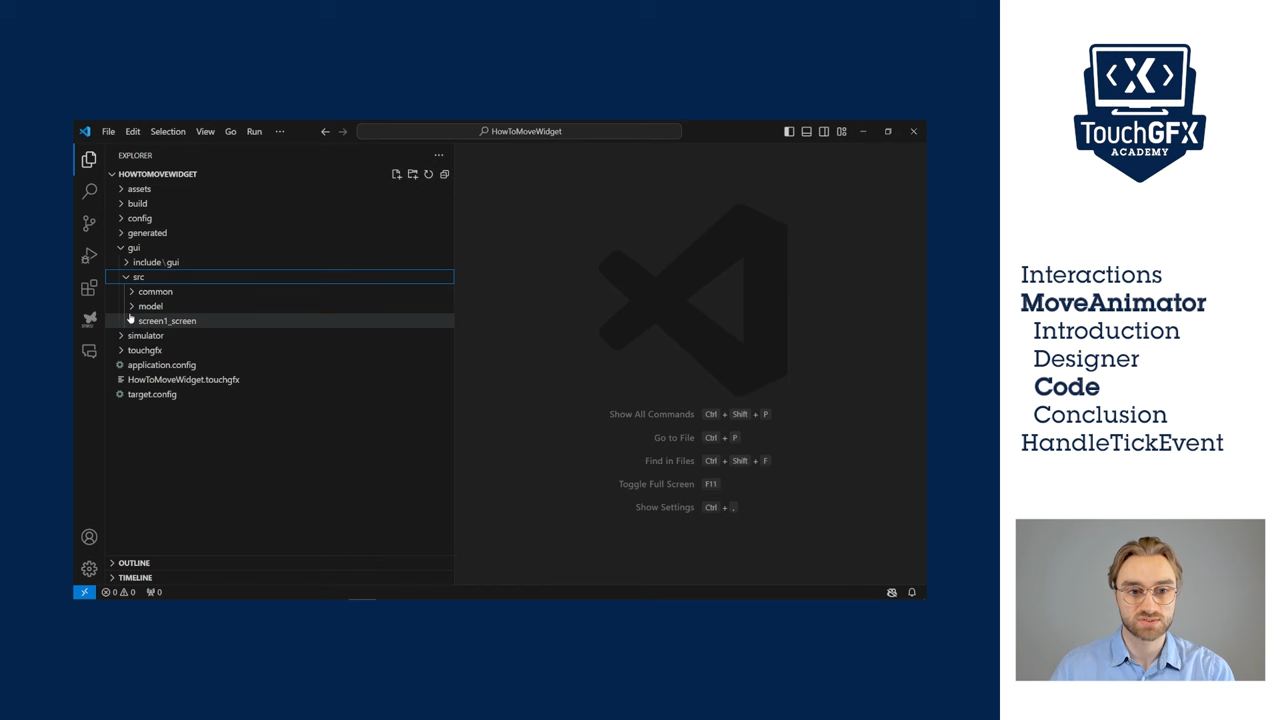 File Edit Selection View Go Run ··· HowToMoveWidget
EXPLORER ···
HOWTOMOVEWIDGET
assets
build
config
generated
gui
include\gui
src
common
model
screen1_screen
simulator
touchgfx
application.config
HowToMoveWidget.touchgfx
target.config
OUTLINE
TIMELINE
0 0 0
Show All Commands Ctrl + Shift + P
Go to File Ctrl + P
Find in Files Ctrl + Shift + F
Toggle Full Screen F11
Show Settings Ctrl + ,
<X>
TouchGFX
ACADEMY
Interactions
MoveAnimator
Introduction
Designer
Code
Conclusion
HandleTickEvent